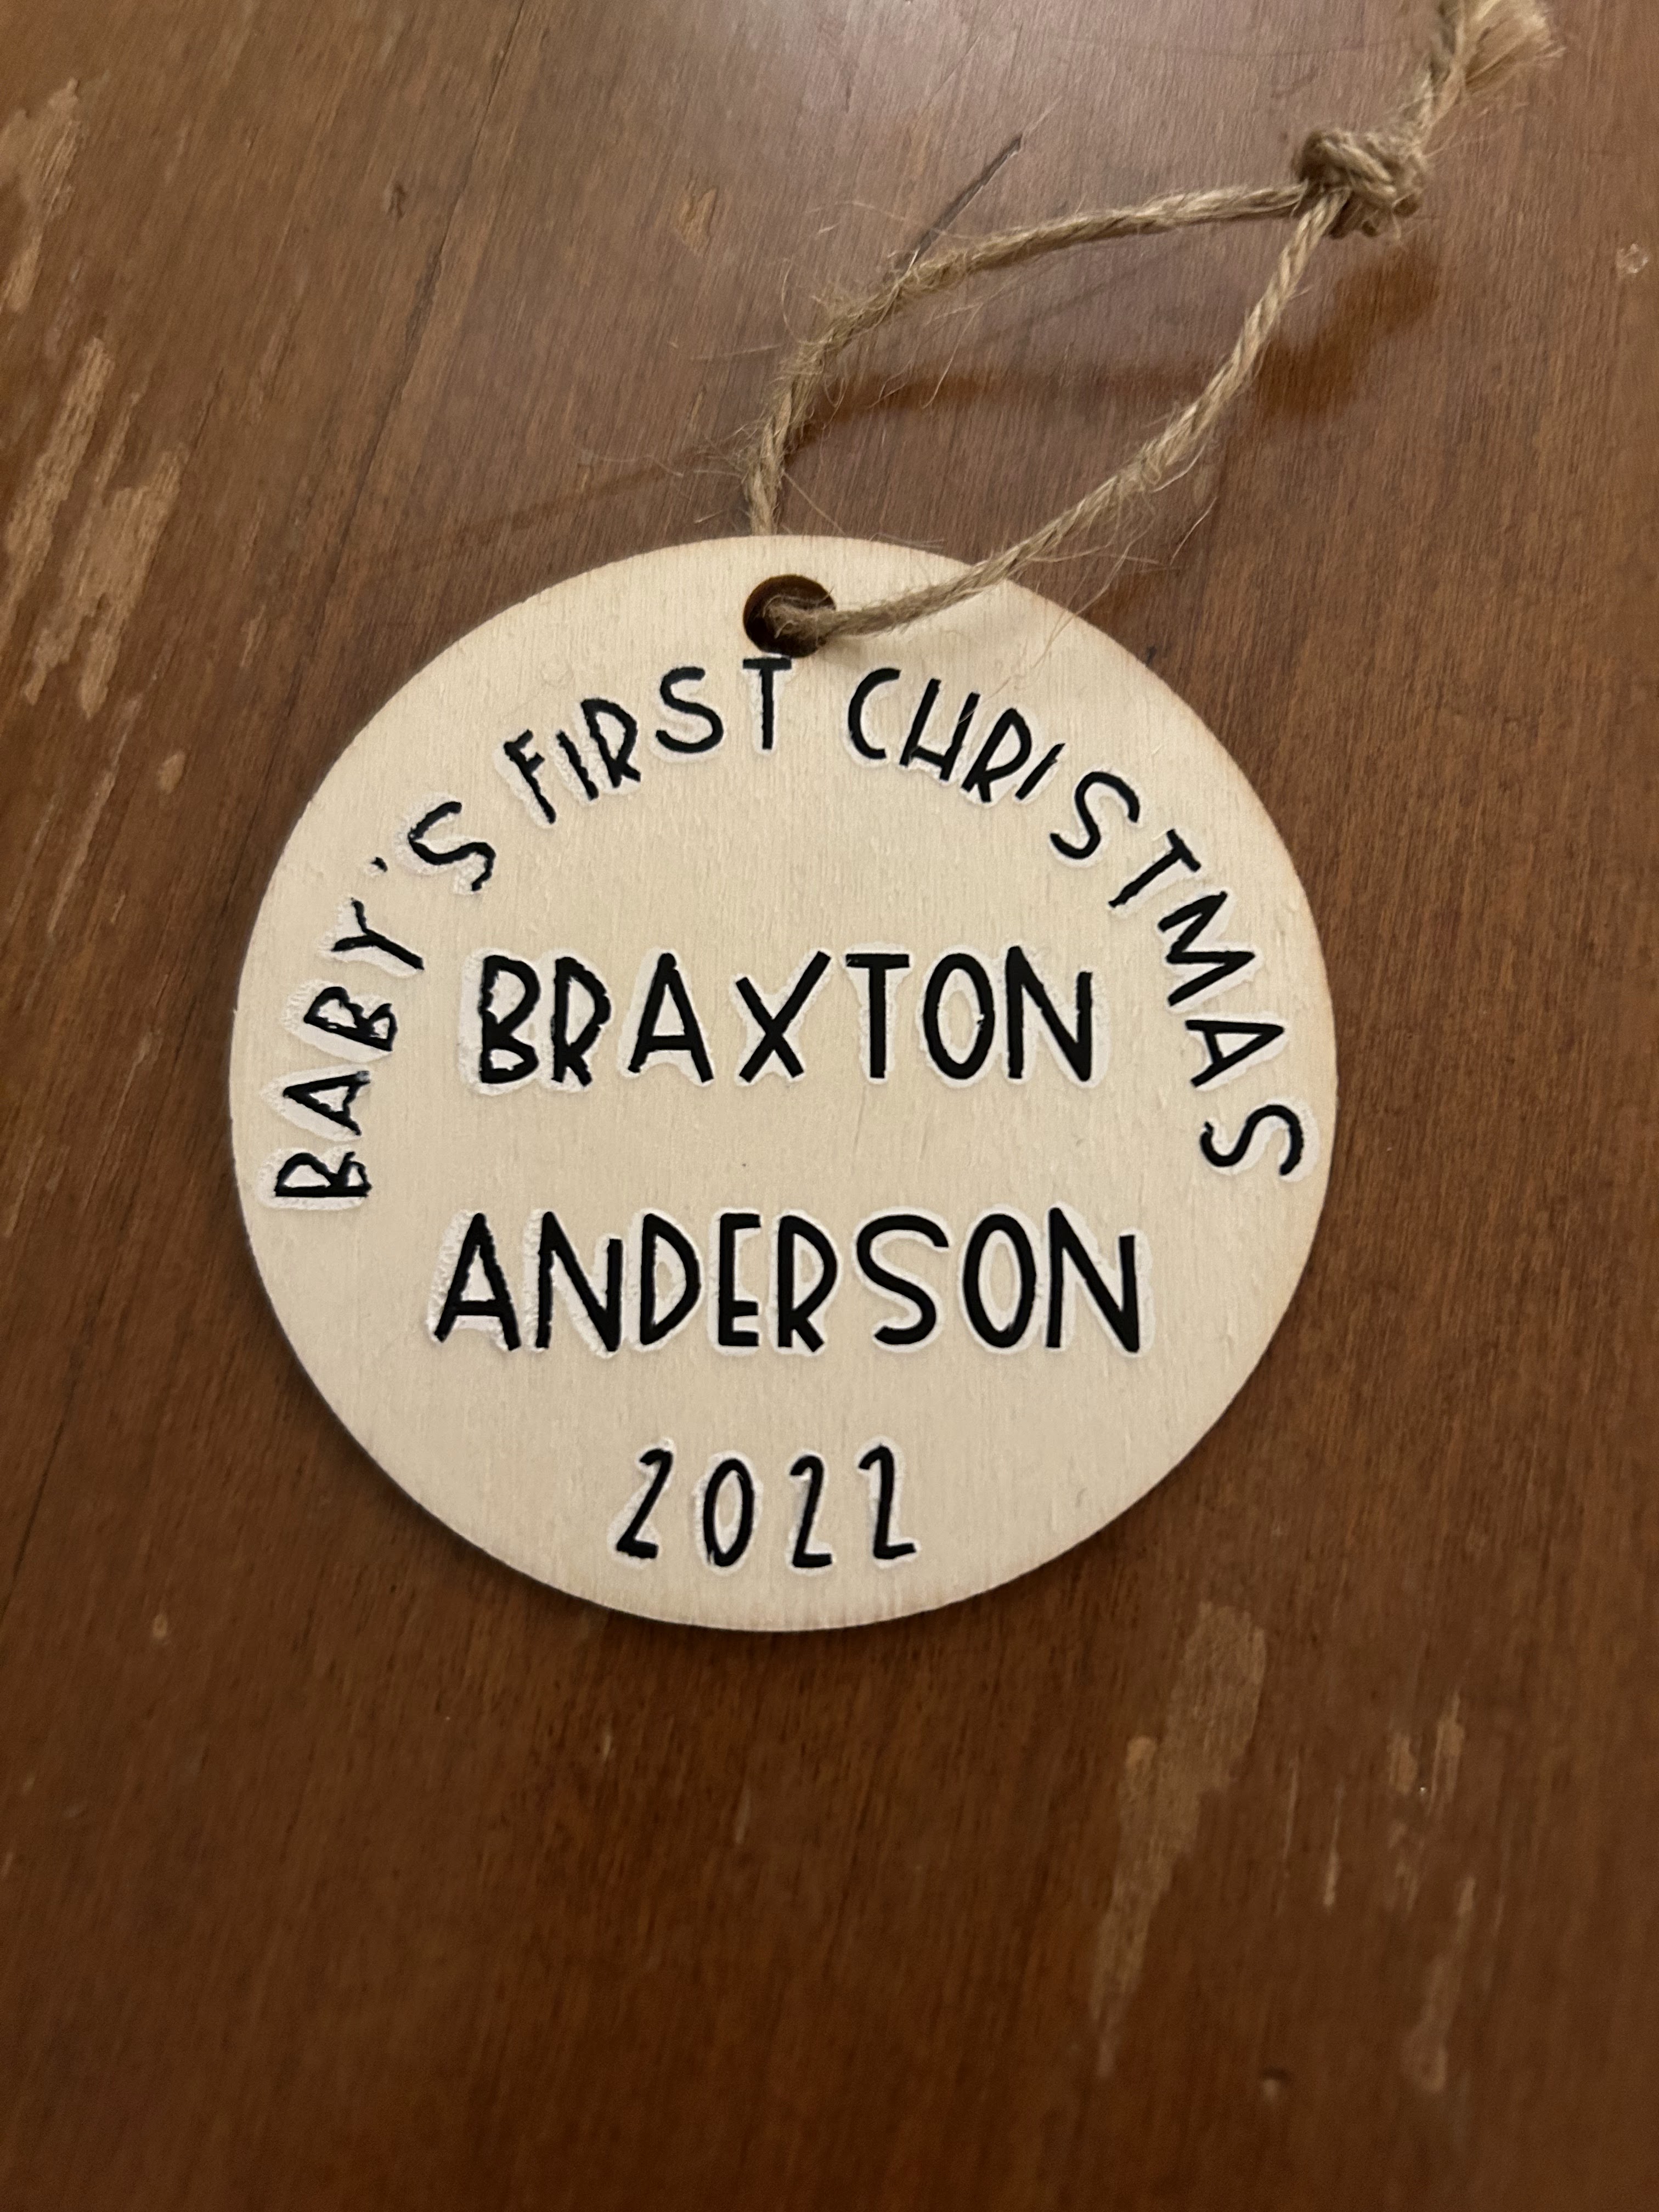 BABY'S FIRST CHRISTMAS
BRAXTON
ANDERSON
2022